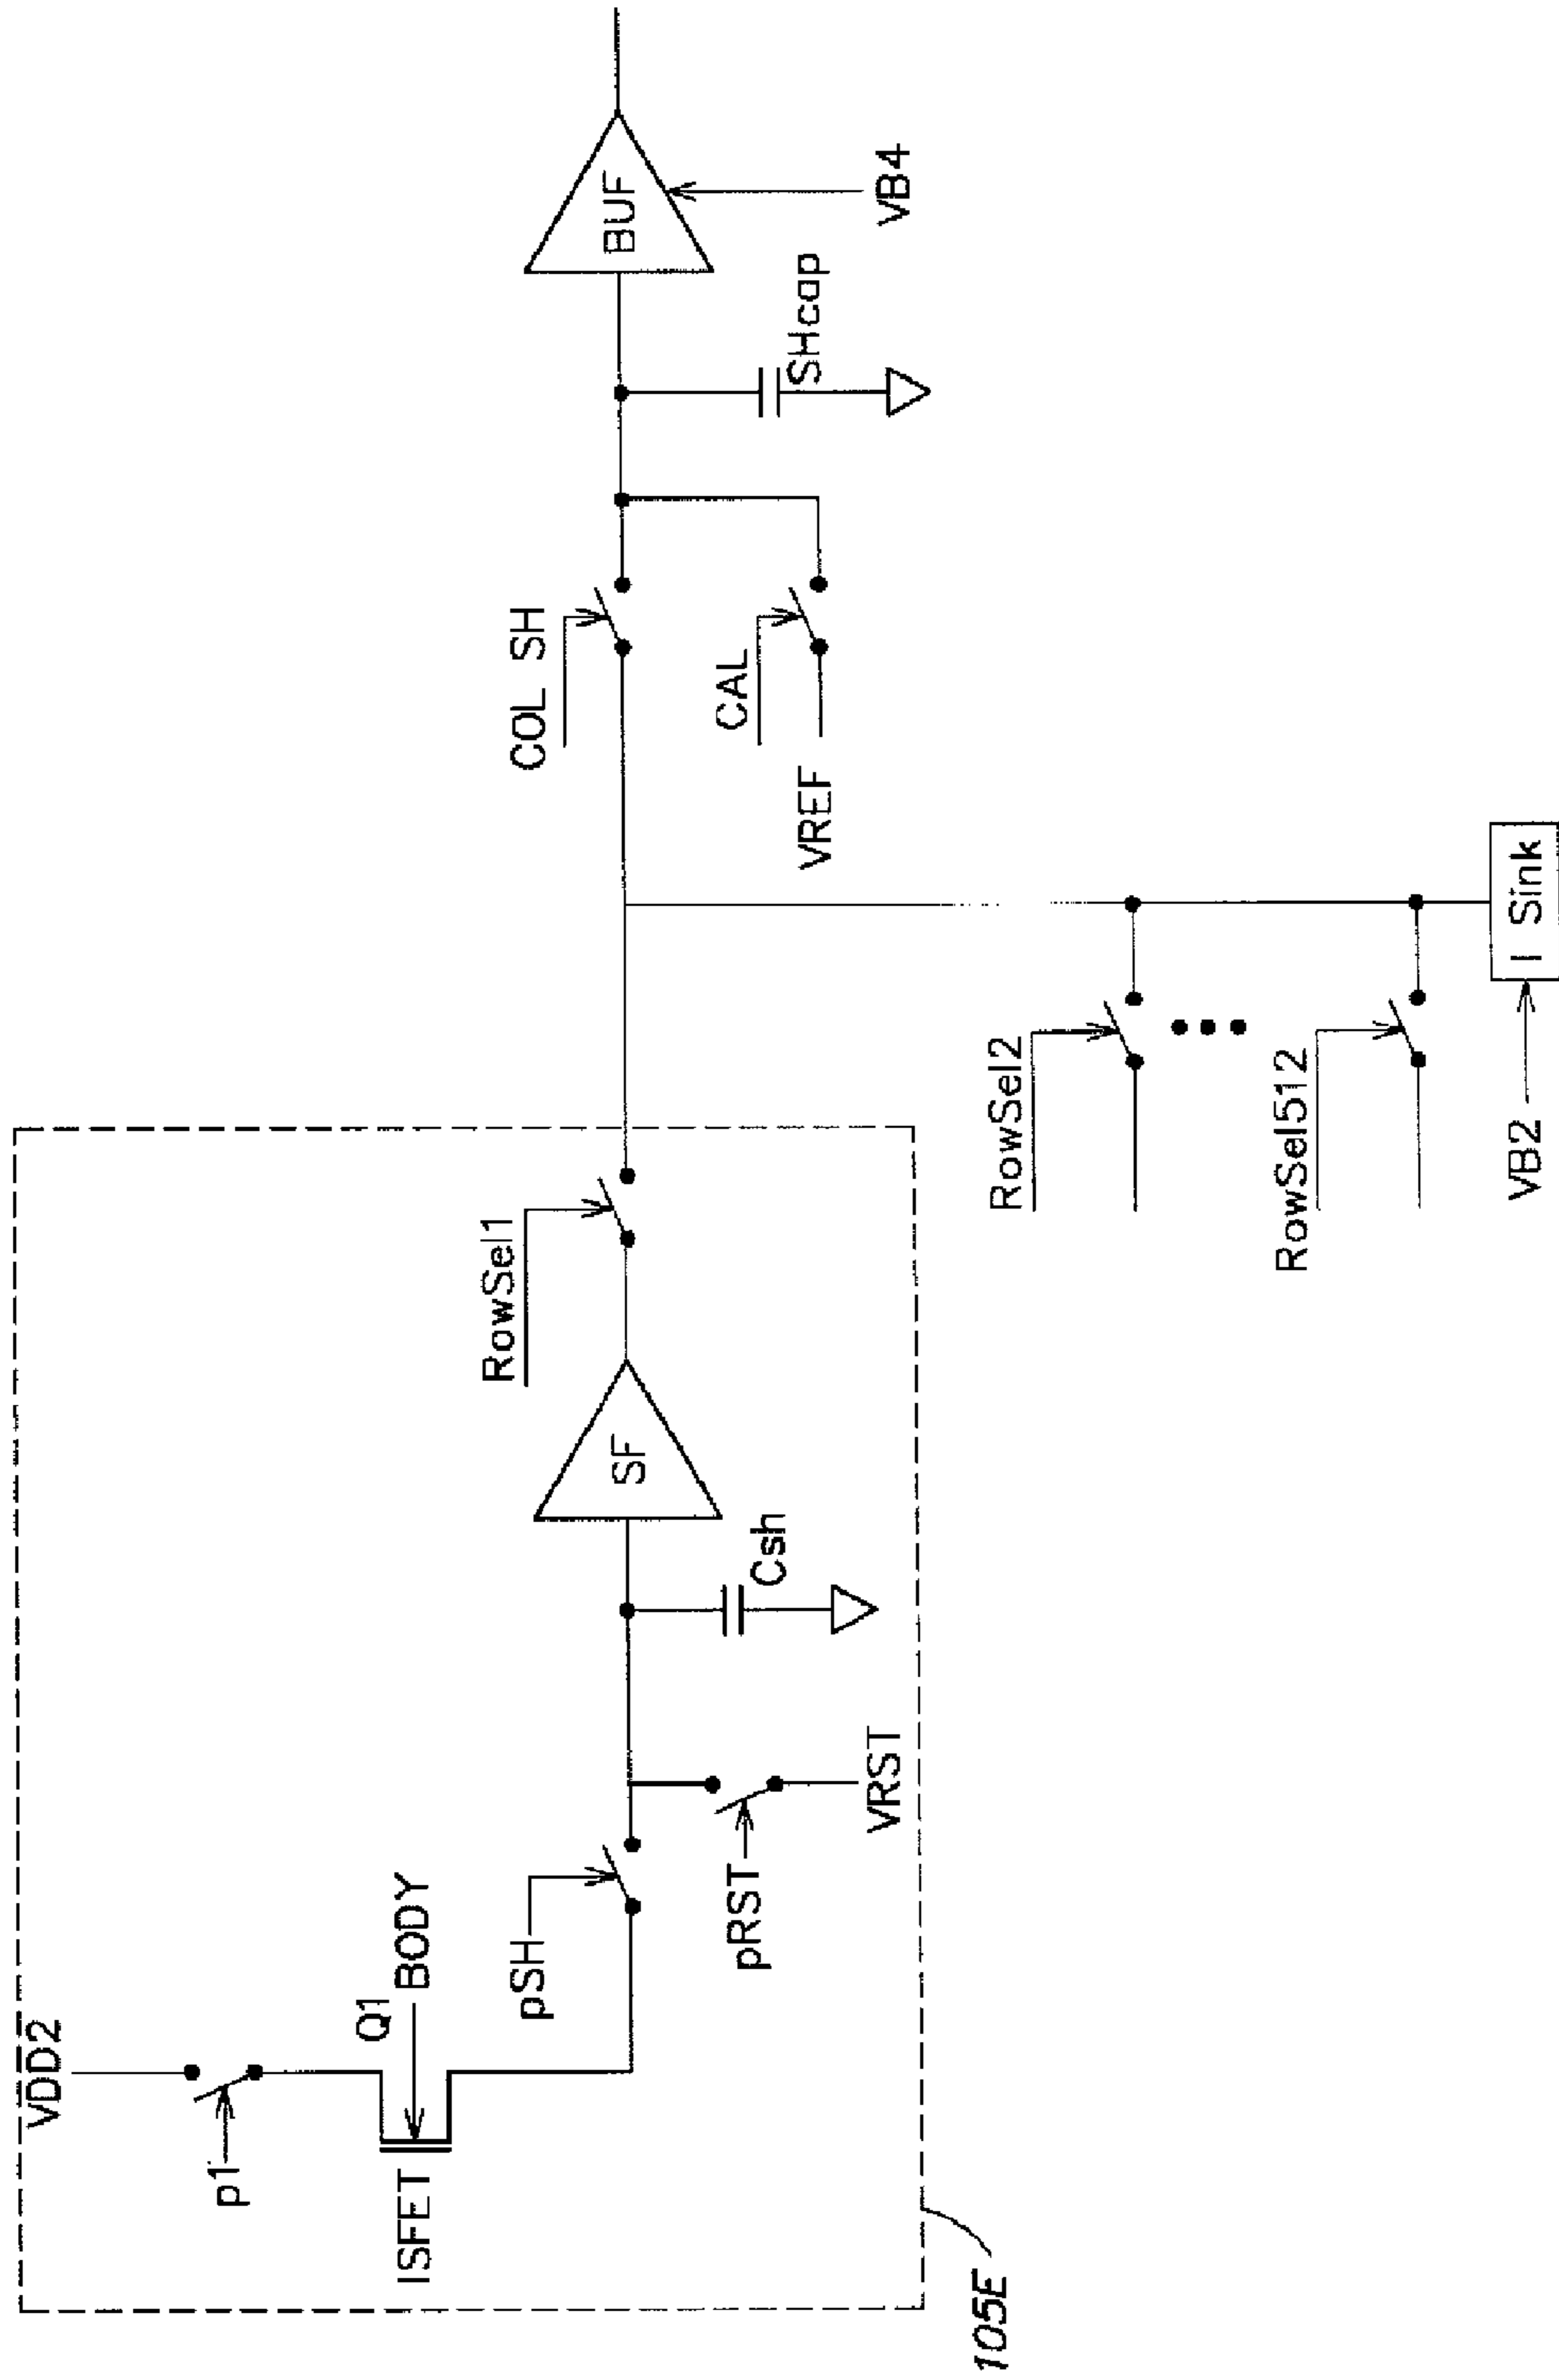 VDD2
p1
ISFET
Q1
BODY
pSH
pRST
VRST
Csh
SF
RowSel1
COL SH
CAL
VREF
SHcap
BUF
VB4
RowSel2
RowSel512
VB2
I Sink
105E